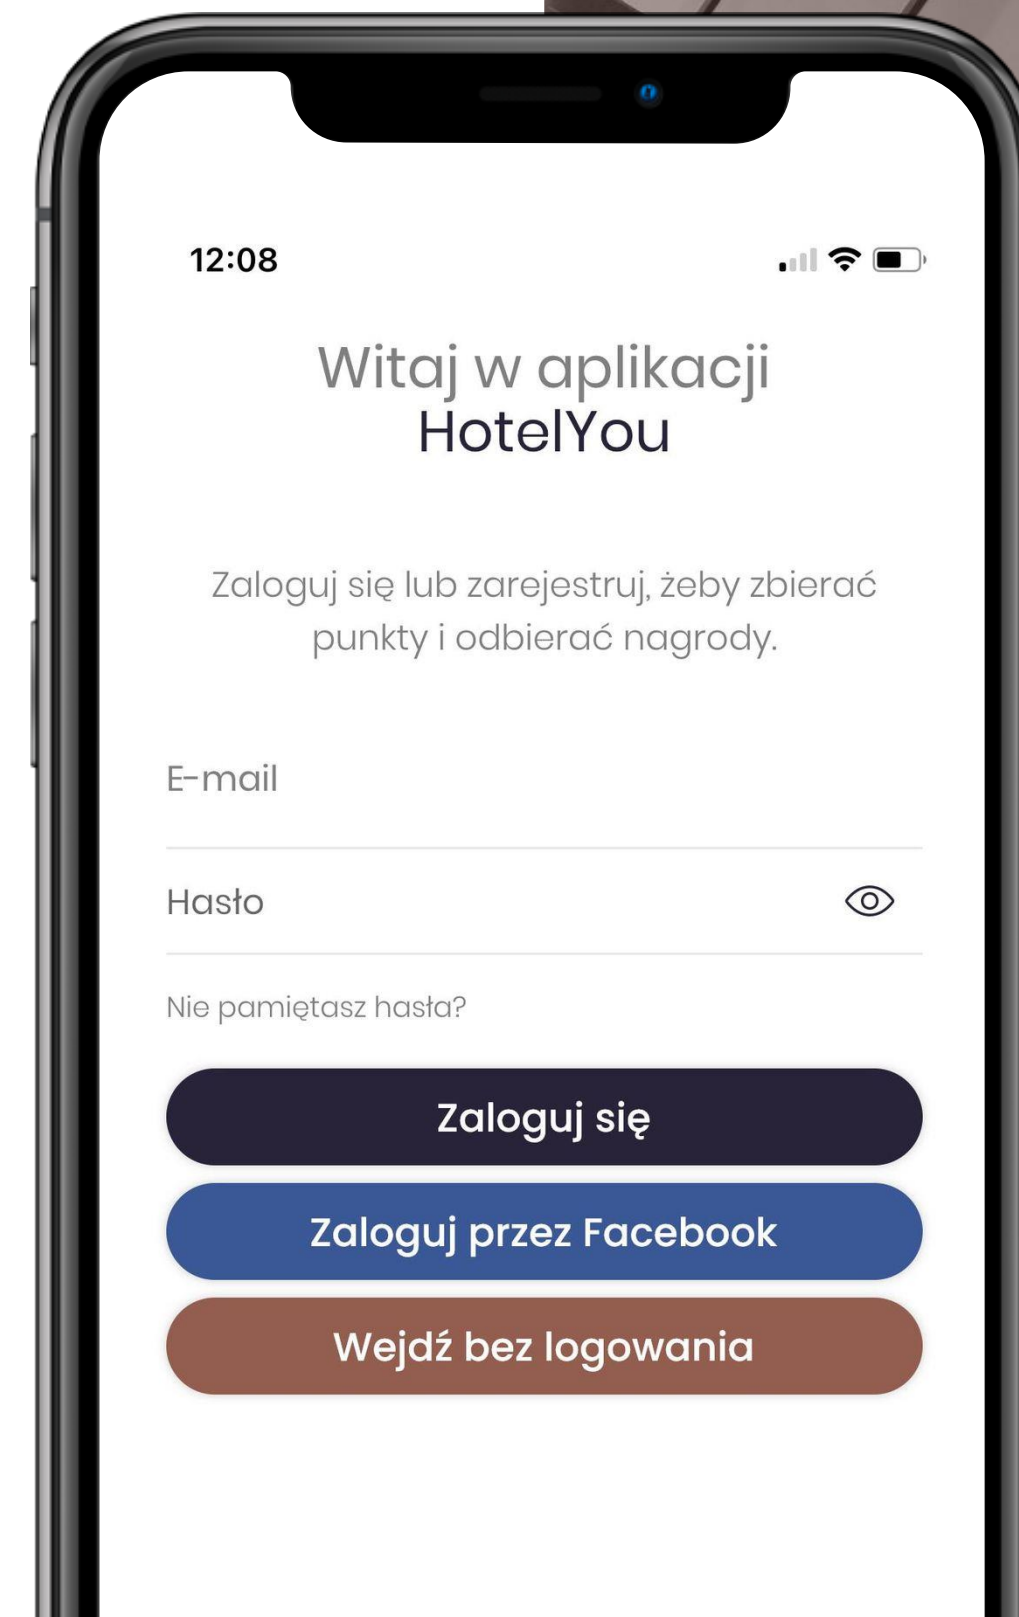 12:08
Witaj w aplikacji
HotelYou
Zaloguj się lub zarejestruj, żeby zbierać
punkty i odbierać nagrody.
E-mail
Hasło
Nie pamiętasz hasła?
Zaloguj się
Zaloguj przez Facebook
Wejdź bez logowania